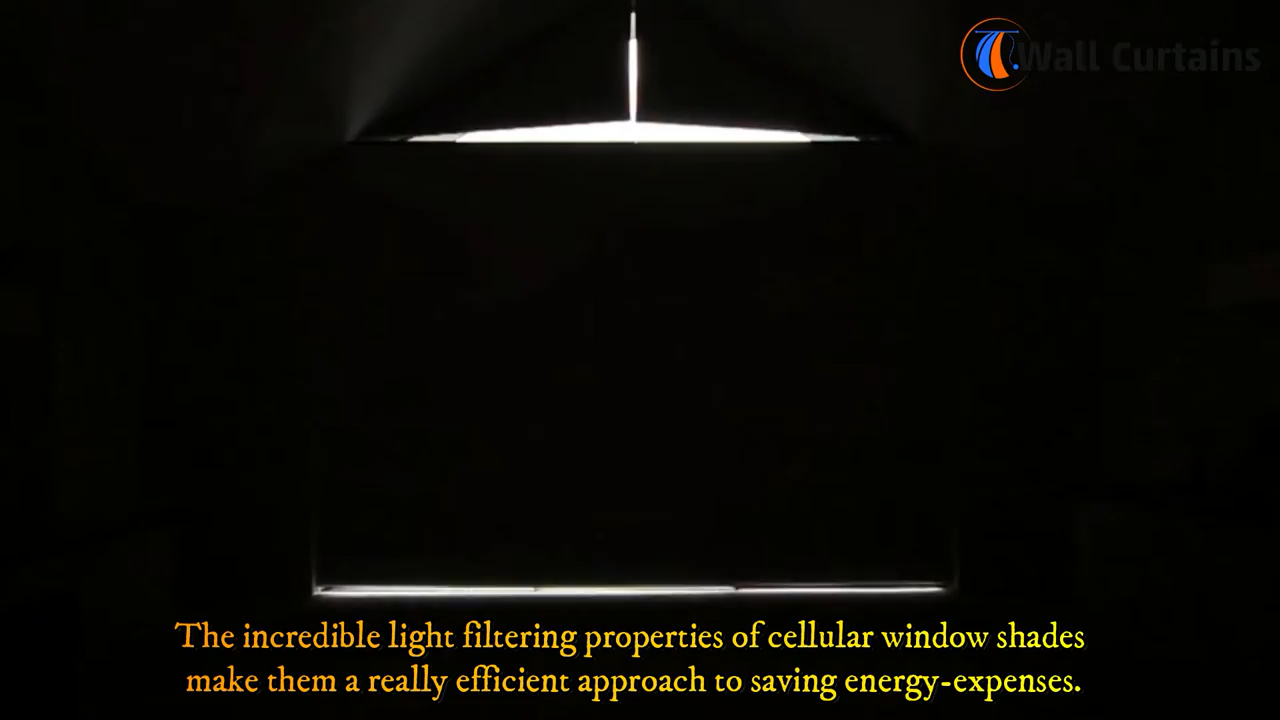 Wall Curtains
The incredible light filtering properties of cellular window shades
make them a really efficient approach to saving energy-expenses.